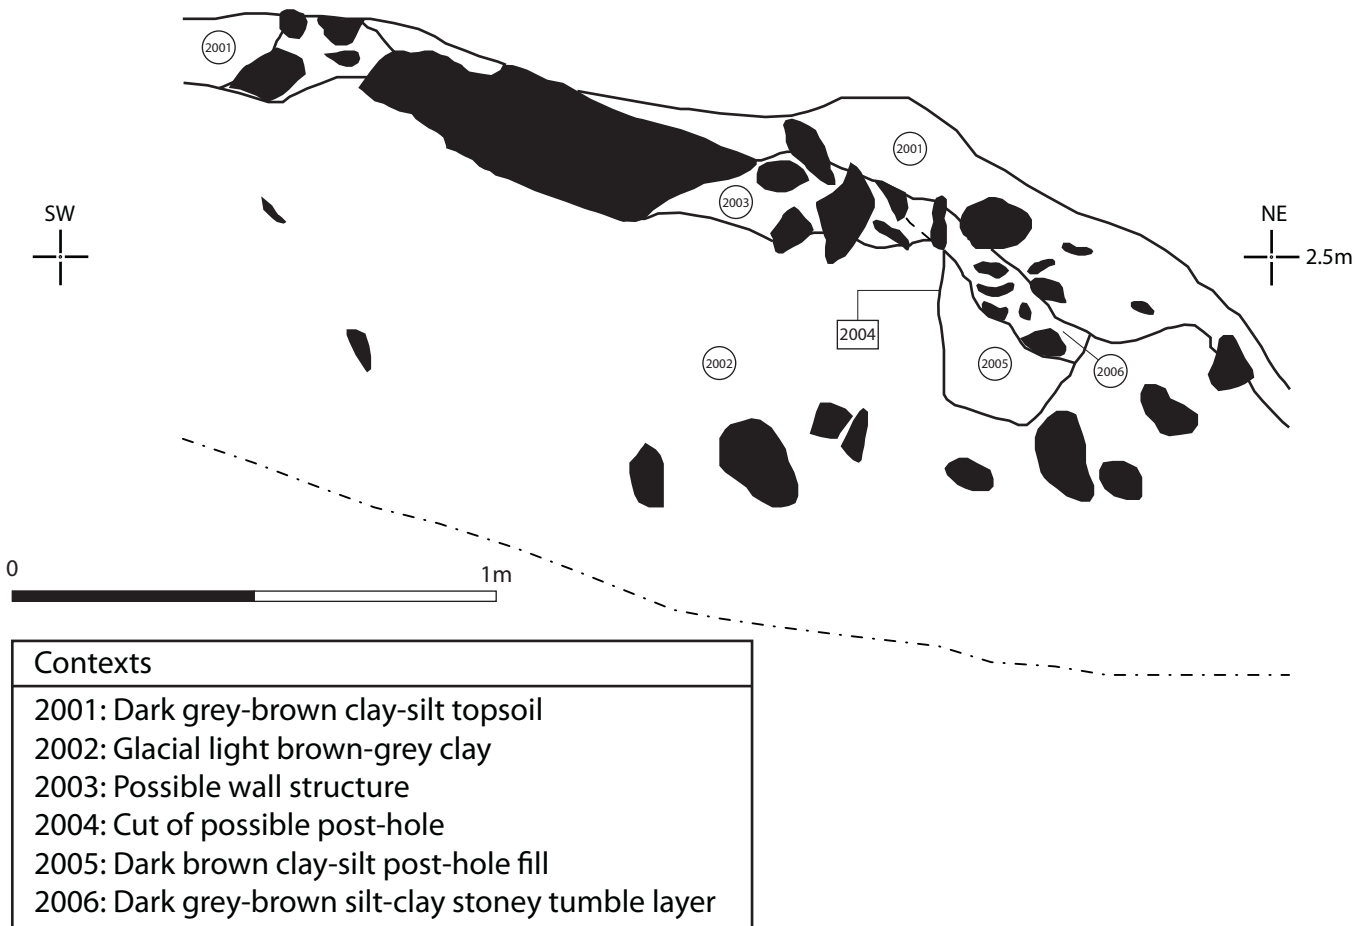 2001
2001
SW
2003
NE
2.5m
2004
2002
2005
2006
0
1m
Contexts
2001: Dark grey-brown clay-silt topsoil
2002: Glacial light brown-grey clay
2003: Possible wall structure
2004: Cut of possible post-hole
2005: Dark brown clay-silt post-hole fill
2006: Dark grey-brown silt-clay stoney tumble layer